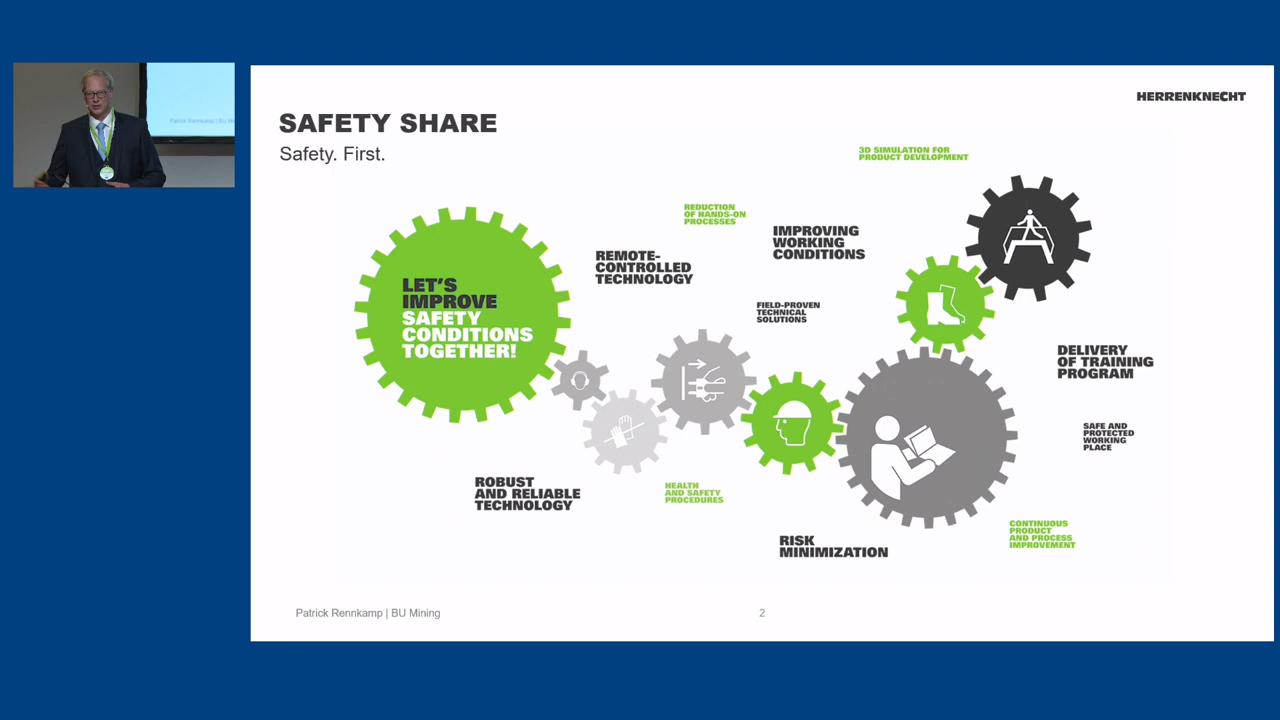 HERRENKNECHT
SAFETY SHARE
Safety. First.
3D SIMULATION FOR
PRODUCT DEVELOPMENT
REDUCTION
OF HANDS-ON
PROCESSES
IMPROVING
WORKING
CONDITIONS
REMOTE-
CONTROLLED
TECHNOLOGY
LET'S
IMPROVE
SAFETY
CONDITIONS
TOGETHER!
FIELD-PROVEN
TECHNICAL
SOLUTIONS
DELIVERY
OF TRAINING
PROGRAM
SAFE AND
PROTECTED
WORKING
PLACE
ROBUST
AND RELIABLE
TECHNOLOGY
HEALTH
AND SAFETY
PROCEDURES
RISK
MINIMIZATION
CONTINUOUS
PRODUCT
AND PROCESS
IMPROVEMENT
Patrick Rennkamp | BU Mining
2
Patrick Rennkamp | BU